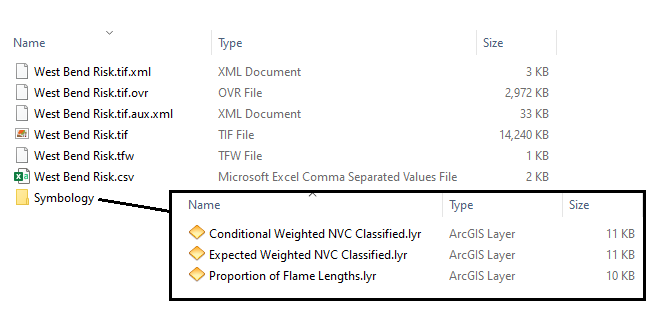 Name Type Size
West Bend Risk.tif.xml XML Document 3 KB
West Bend Risk.tif.ovr OVR File 2,972 KB
West Bend Risk.tif.aux.xml XML Document 33 KB
West Bend Risk.tif TIF File 14,240 KB
West Bend Risk.tfw TFW File 1 KB
West Bend Risk.csv Microsoft Excel Comma Separated Values File 2 KB
Symbology
Name Type Size
Conditional Weighted NVC Classified.lyr ArcGIS Layer 11 KB
Expected Weighted NVC Classified.lyr ArcGIS Layer 11 KB
Proportion of Flame Lengths.lyr ArcGIS Layer 10 KB